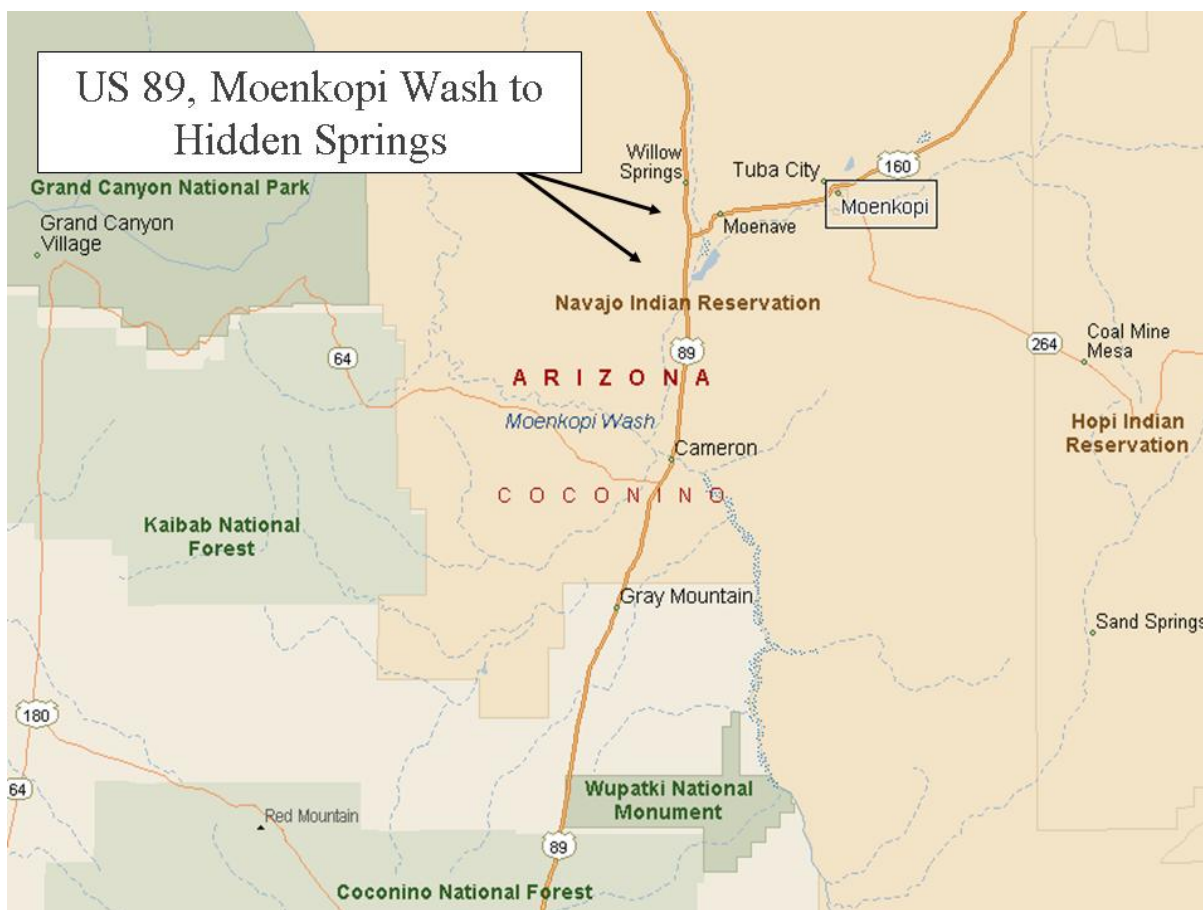 US 89, Moenkopi Wash to
Hidden Springs
Grand Canyon National Park
Grand Canyon
Village
Willow
Springs
Tuba City
160
Moenkopi
Moenave
Navajo Indian Reservation
64
89
264
Coal Mine
Mesa
ARIZONA
Moenkopi Wash
Hopi Indian
Reservation
Cameron
COCONINO
Kaibab National
Forest
Gray Mountain
Sand Springs
180
64
Red Mountain
Wupatki National
Monument
89
Coconino National Forest